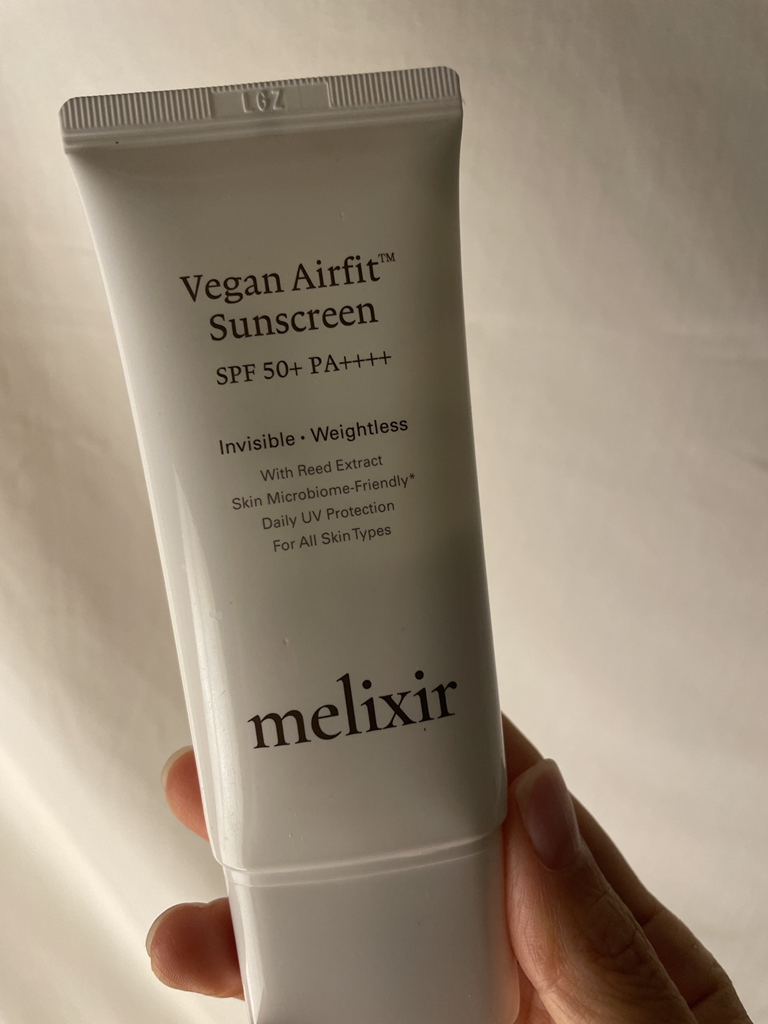 LGZ
Vegan Airfit™
Sunscreen
SPF 50+ PA++++
Invisible • Weightless
With Reed Extract
Skin Microbiome-Friendly*
Daily UV Protection
For All Skin Types
melixir